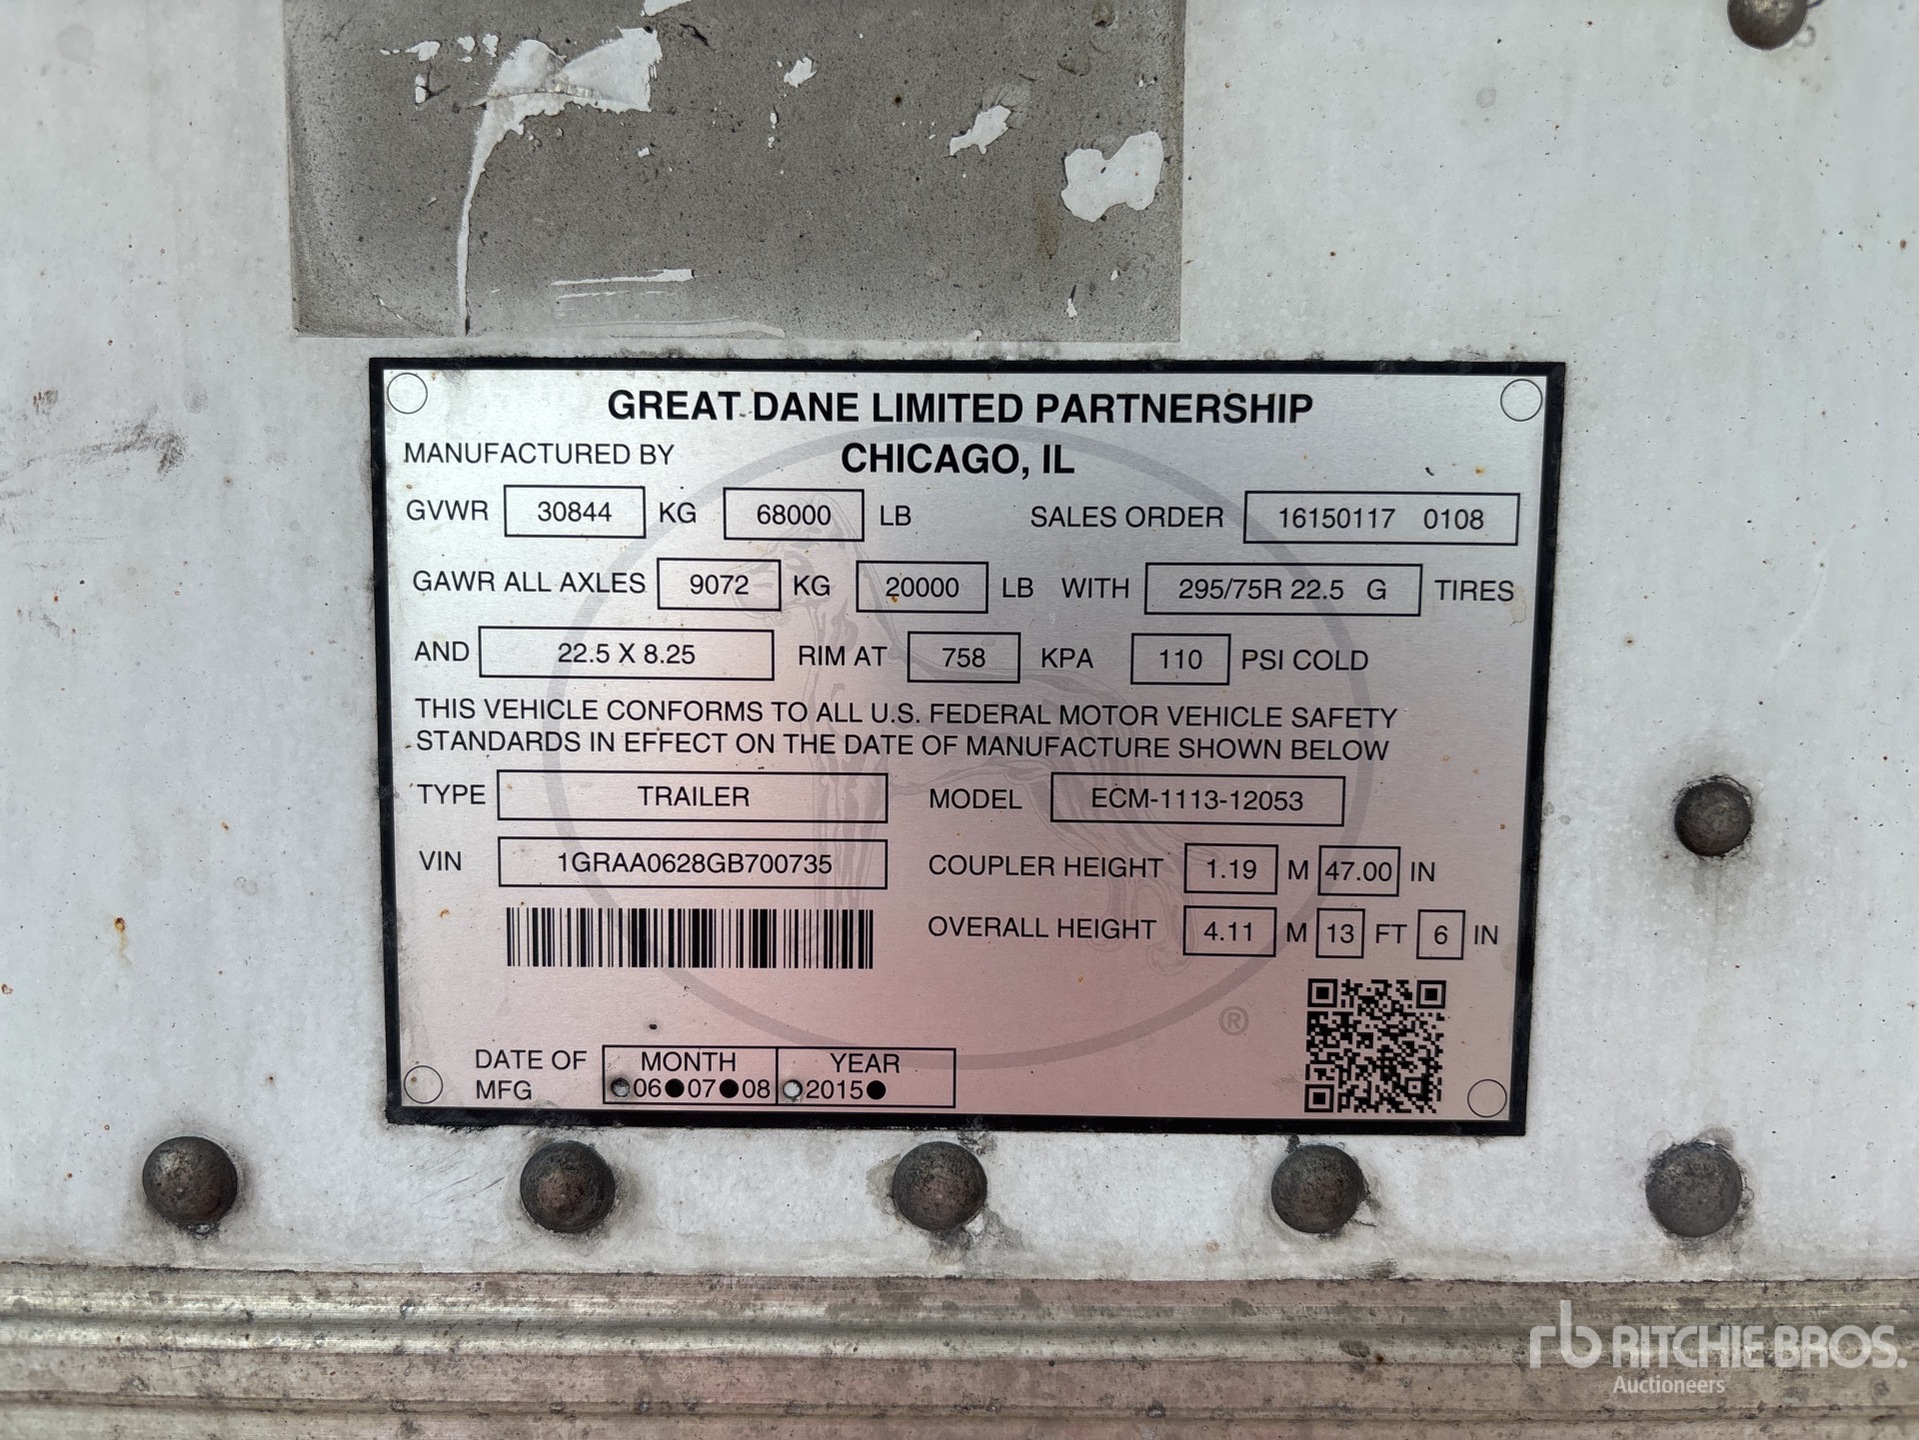 GREAT DANE LIMITED PARTNERSHIP
MANUFACTURED BY CHICAGO, IL
GVWR 30844 KG 68000 LB SALES ORDER 16150117 0108
GAWR ALL AXLES 9072 KG 20000 LB WITH 295/75R 22.5 G TIRES
AND 22.5 X 8.25 RIM AT 758 KPA 110 PSI COLD
THIS VEHICLE CONFORMS TO ALL U.S. FEDERAL MOTOR VEHICLE SAFETY
STANDARDS IN EFFECT ON THE DATE OF MANUFACTURE SHOWN BELOW
TYPE TRAILER MODEL ECM-1113-12053
VIN 1GRAA0628GB700735 COUPLER HEIGHT 1.19 M 47.00 IN
OVERALL HEIGHT 4.11 M 13 FT 6 IN
®
DATE OF MONTH YEAR
MFG ●06●07●08 ○2015●
rb RITCHIE BROS.
Auctioneers